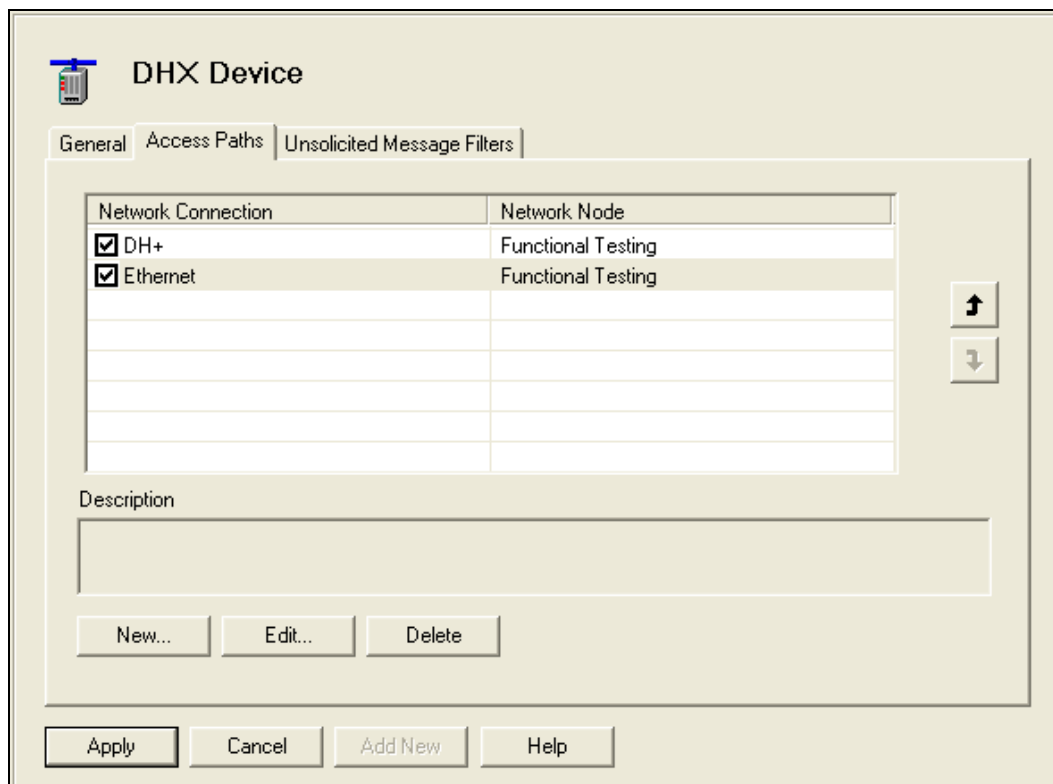 DHX Device
General Access Paths Unsolicited Message Filters
Network Connection Network Node
DH+ Functional Testing
Ethernet Functional Testing
Description
New... Edit... Delete
Apply Cancel Add New Help